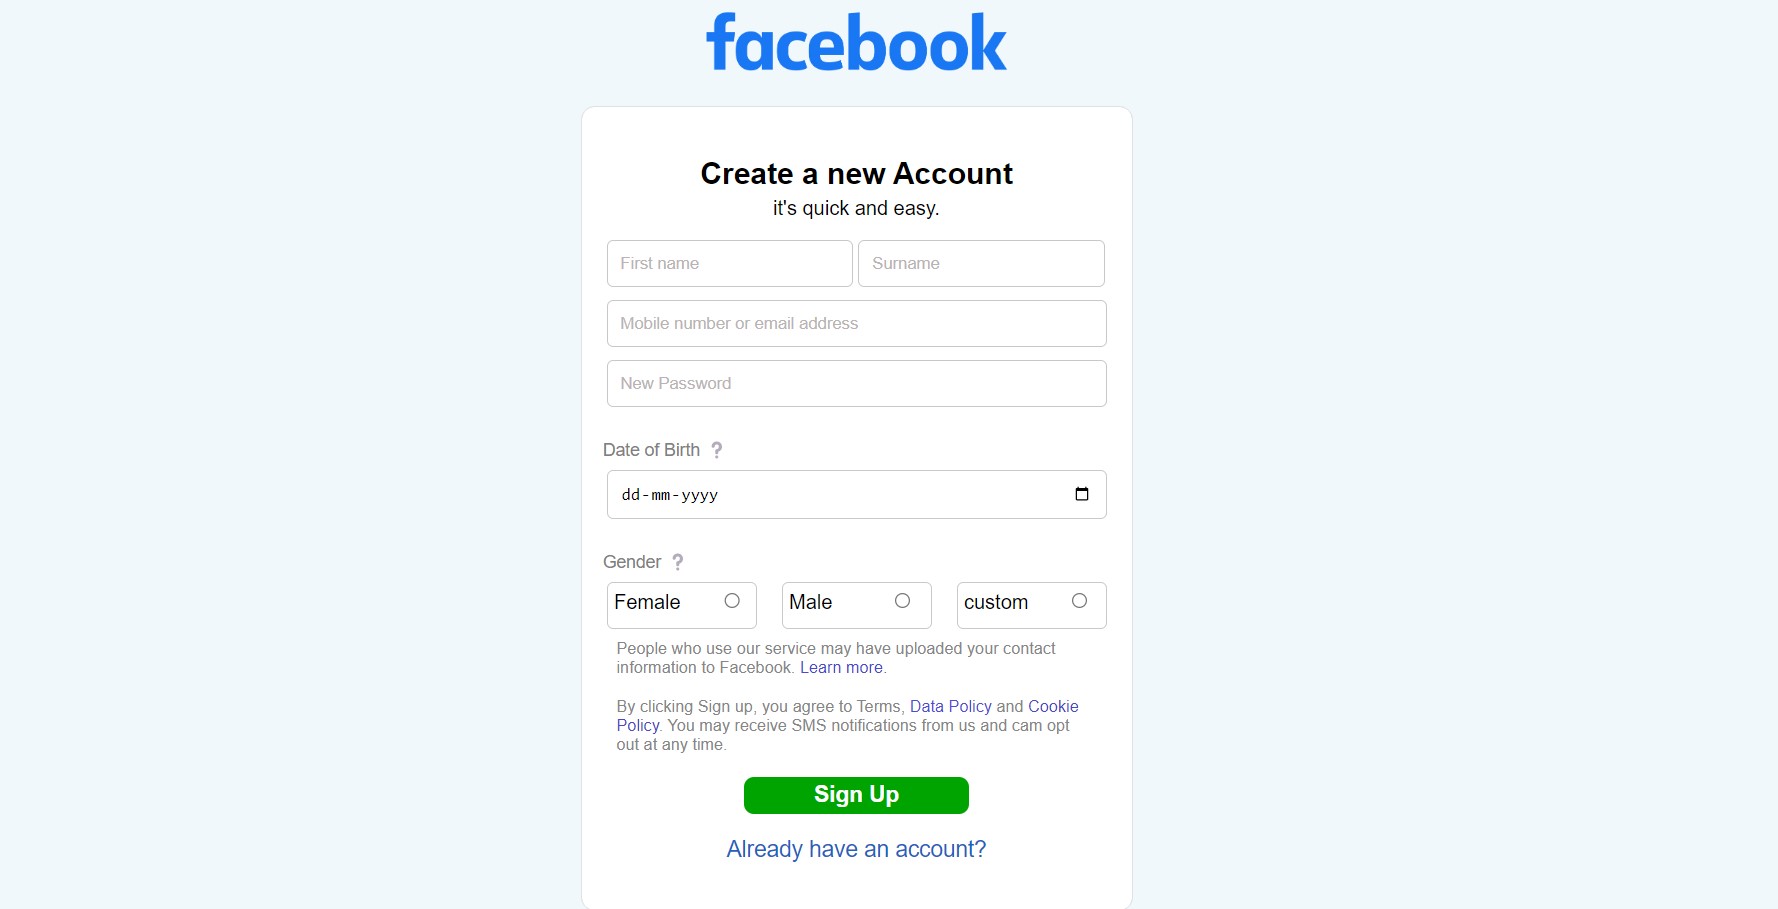 facebook
Create a new Account
it's quick and easy.
First name Surname
Mobile number or email address
New Password
Date of Birth ?
dd-mm-yyyy
Gender ?
Female Male custom
People who use our service may have uploaded your contact
information to Facebook. Learn more.
By clicking Sign up, you agree to Terms, Data Policy and Cookie
Policy. You may receive SMS notifications from us and cam opt
out at any time.
Sign Up
Already have an account?